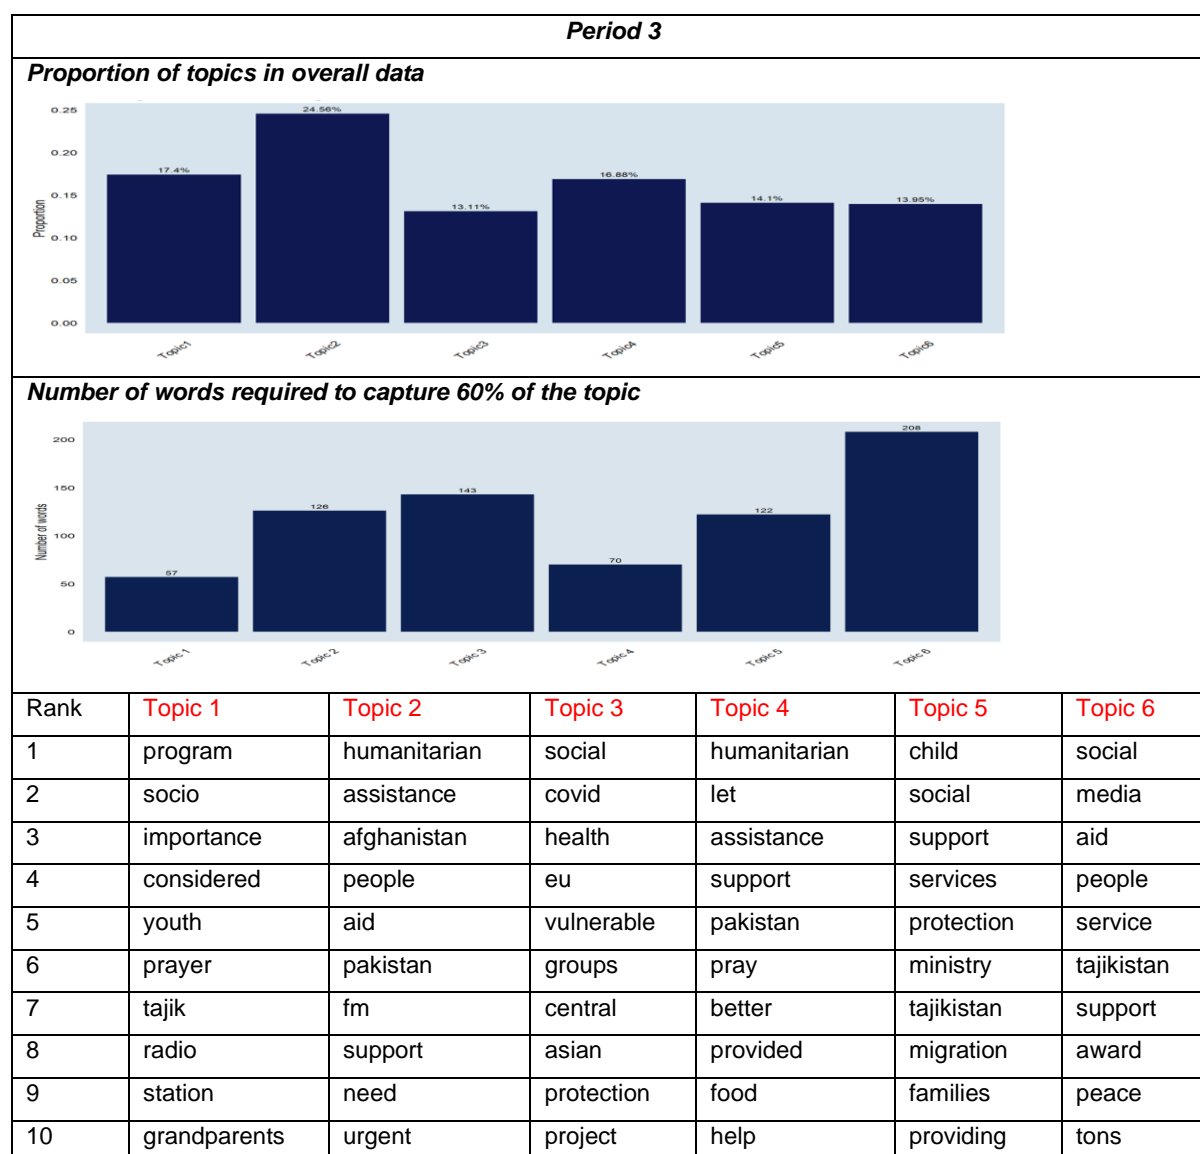 Period 3
Proportion of topics in overall data
0.25
0.20
0.15
0.10
0.05
0.00
Proportion
17.4%
24.56%
13.11%
16.88%
14.1%
13.95%
Topic1 Topic2 Topic3 Topic4 Topic5 Topic6
Number of words required to capture 60% of the topic
200
150
100
50
0
Number of words
57
126
143
70
122
208
Topic 1 Topic 2 Topic 3 Topic 4 Topic 5 Topic 6
Rank Topic 1 Topic 2 Topic 3 Topic 4 Topic 5 Topic 6
1 program humanitarian social humanitarian child social
2 socio assistance covid let social media
3 importance afghanistan health assistance support aid
4 considered people eu support services people
5 youth aid vulnerable pakistan protection service
6 prayer pakistan groups pray ministry tajikistan
7 tajik fm central better tajikistan support
8 radio support asian provided migration award
9 station need protection food families peace
10 grandparents urgent project help providing tons